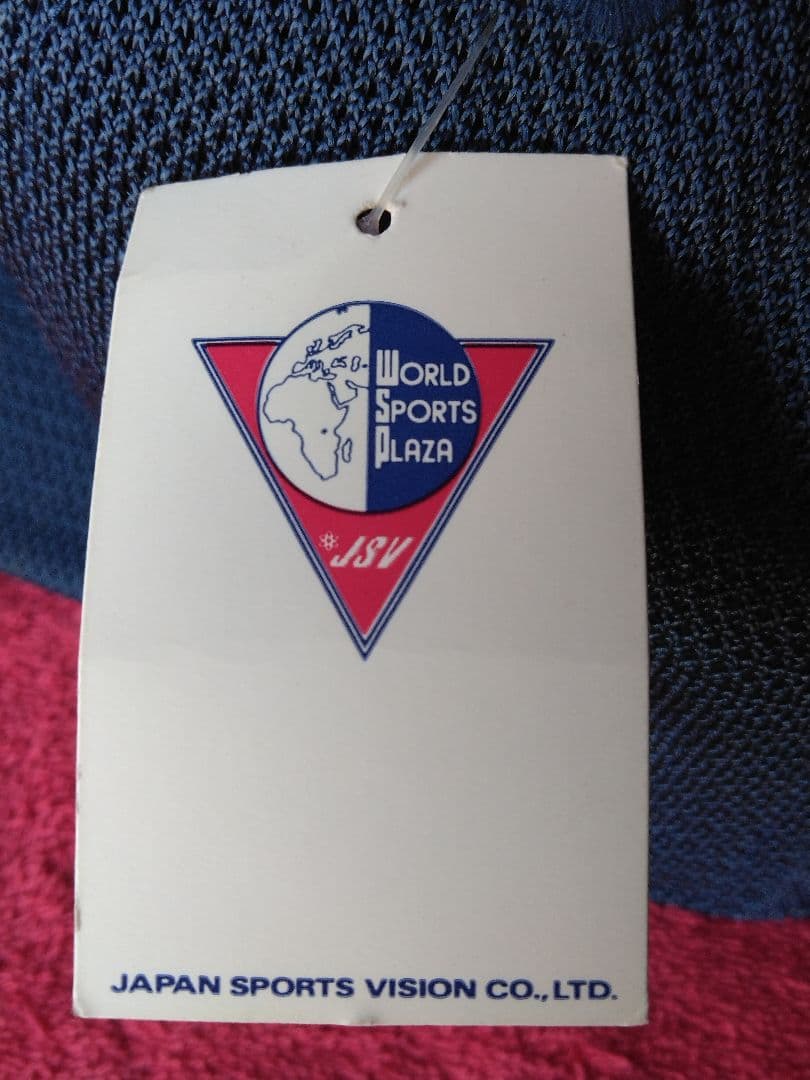 WORLD
SPORTS
PLAZA
JSV
JAPAN SPORTS VISION CO.,LTD.